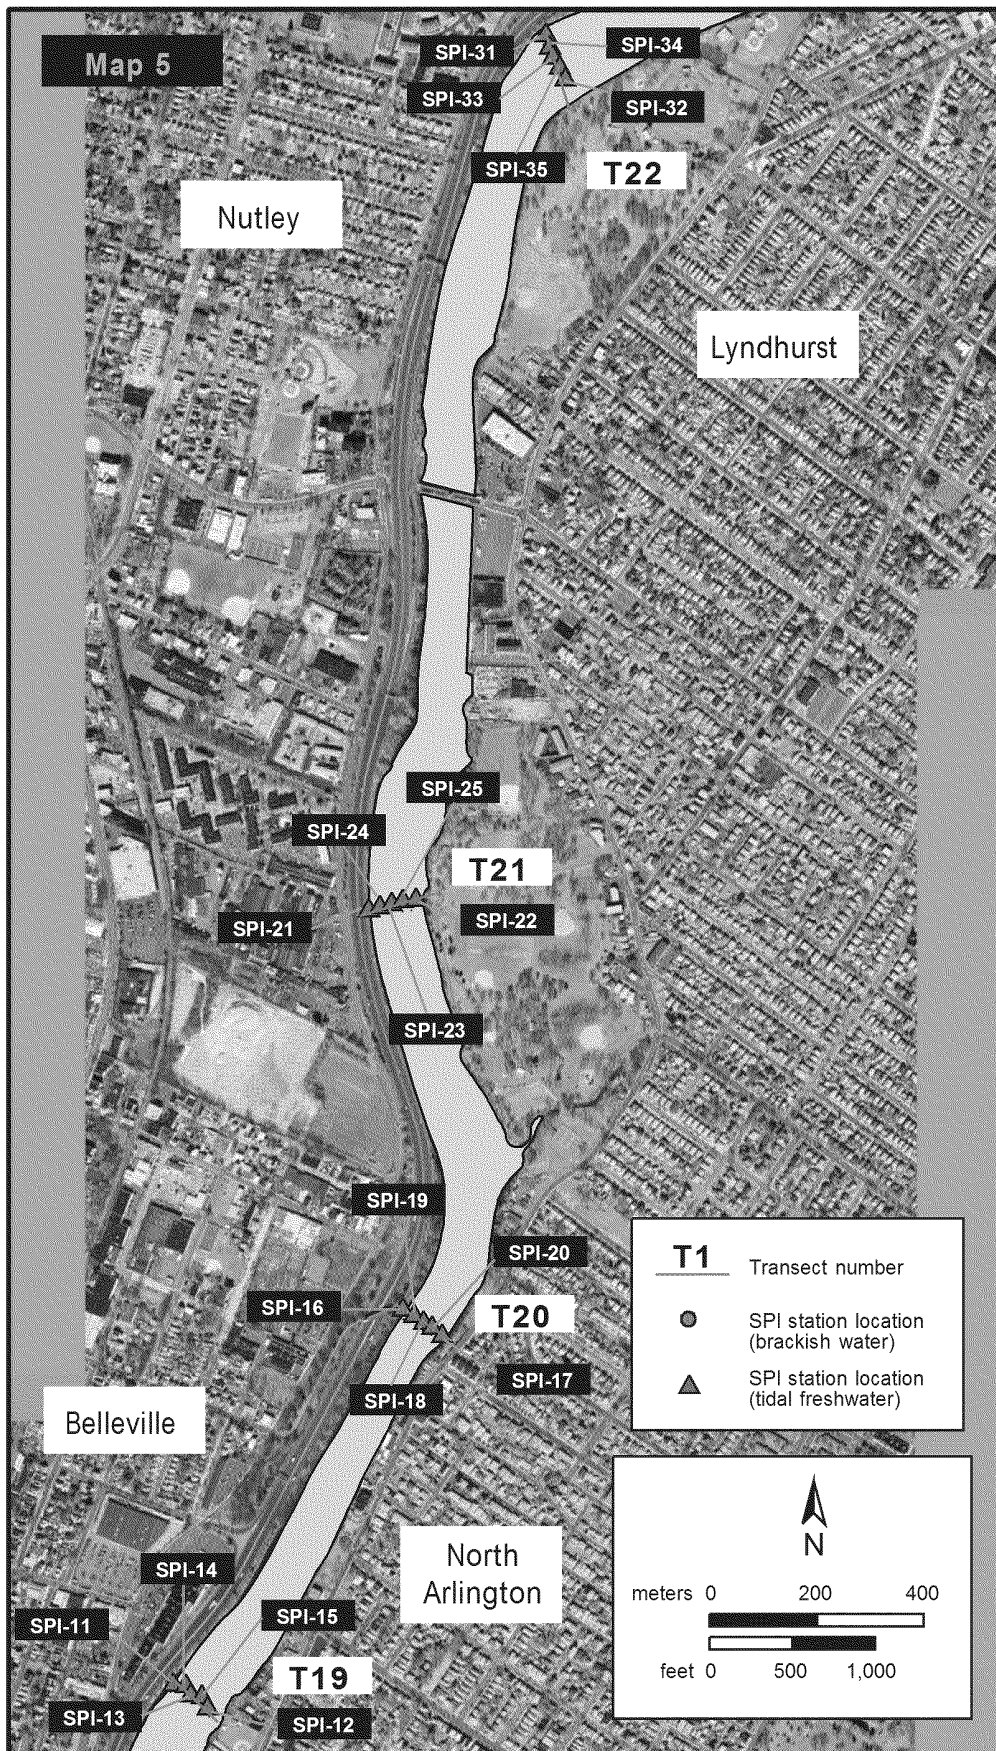 Map 5
SPI-31
SPI-34
SPI-33
SPI-32
SPI-35
T22
Nutley
Lyndhurst
SPI-25
SPI-24
T21
SPI-21
SPI-22
SPI-23
SPI-19
SPI-20
SPI-16
T20
SPI-17
SPI-18
Belleville
North
Arlington
SPI-14
SPI-11
SPI-15
T19
SPI-13
SPI-12
T1 Transect number
SPI station location
(brackish water)
SPI station location
(tidal freshwater)
N
meters 0 200 400
feet 0 500 1,000